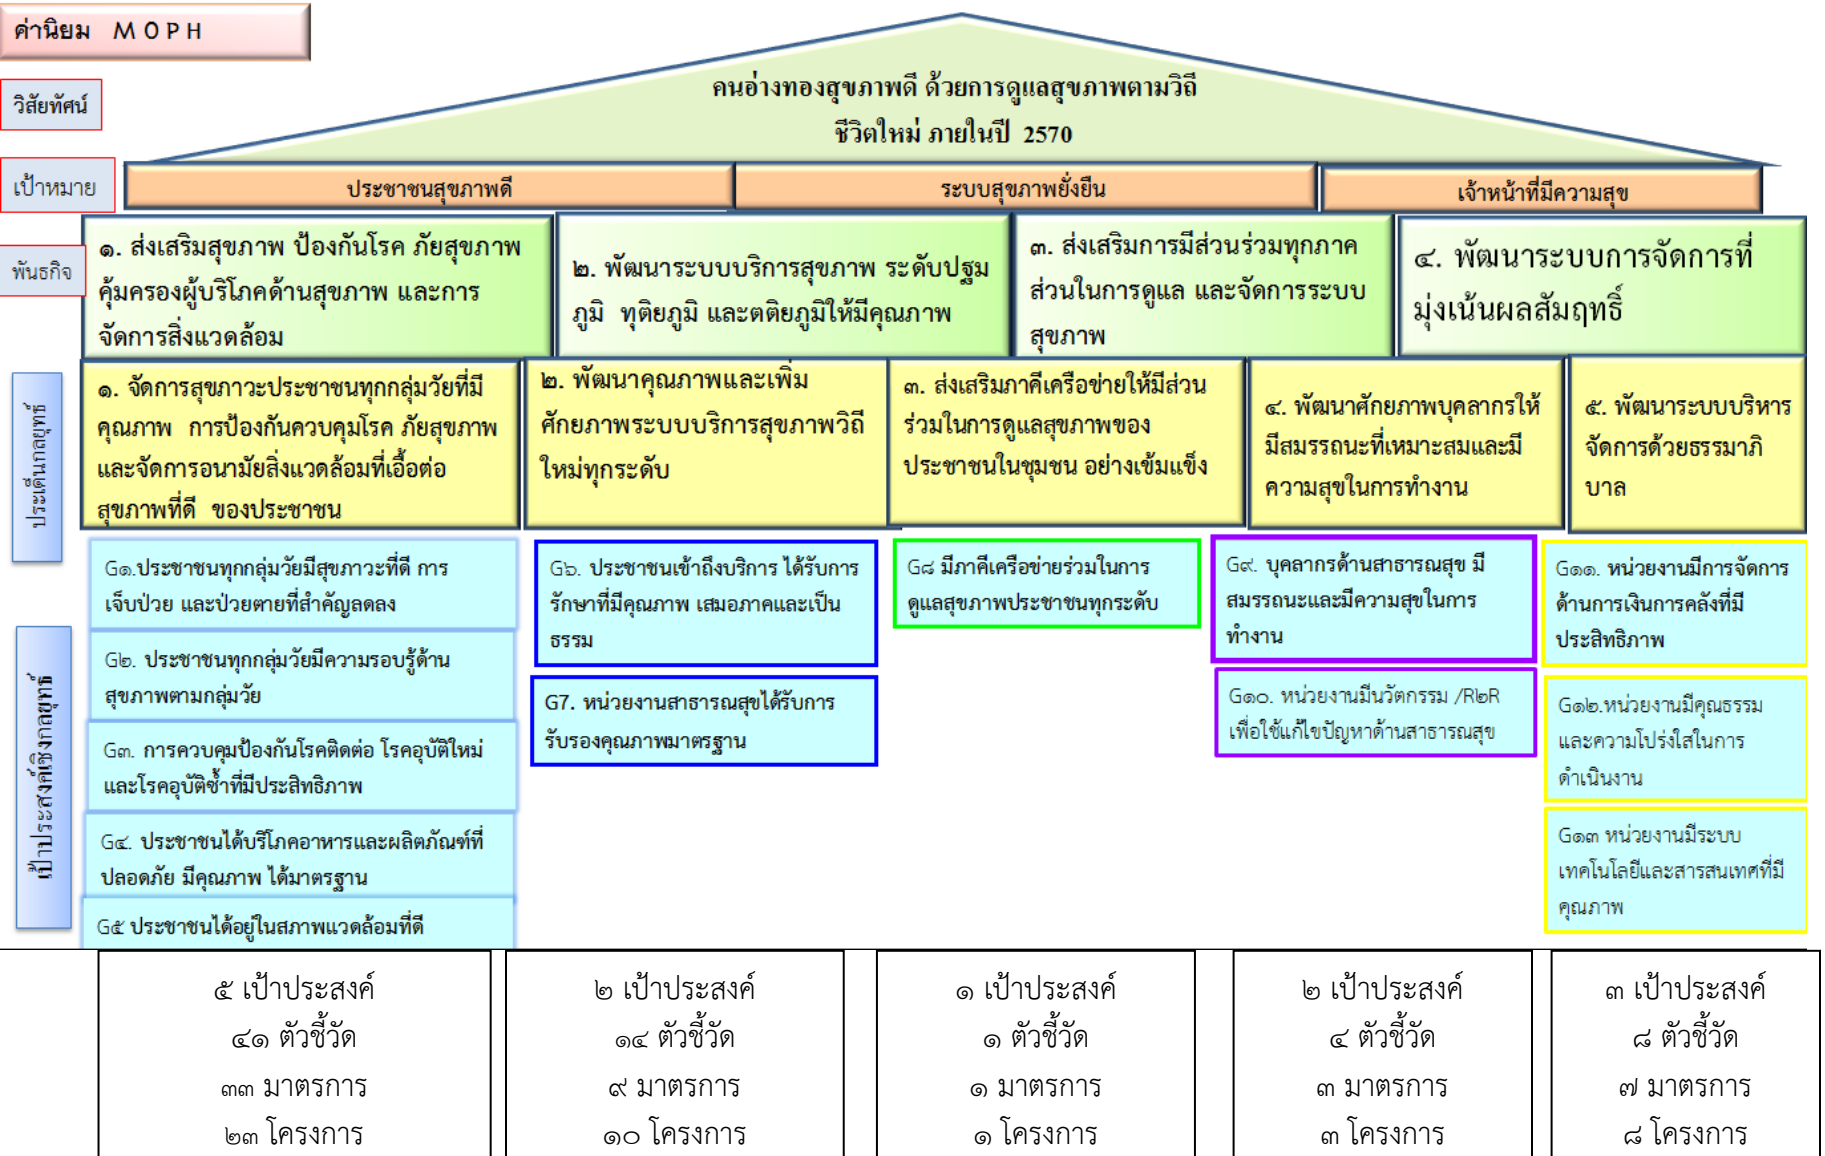 ค่านิยม M O P H
วิสัยทัศน์
คนอ่างทองสุขภาพดี ด้วยการดูแลสุขภาพตามวิถี
ชีวิตใหม่ ภายในปี 2570
เป้าหมาย
ประชาชนสุขภาพดี
ระบบสุขภาพยั่งยืน
เจ้าหน้าที่มีความสุข
พันธกิจ
๑. ส่งเสริมสุขภาพ ป้องกันโรค ภัยสุขภาพ
คุ้มครองผู้บริโภคด้านสุขภาพ และการ
จัดการสิ่งแวดล้อม
๒. พัฒนาระบบบริการสุขภาพ ระดับปฐม
ภูมิ ทุติยภูมิ และตติยภูมิให้มีคุณภาพ
๓. ส่งเสริมการมีส่วนร่วมทุกภาค
ส่วนในการดูแล และจัดการระบบ
สุขภาพ
๔. พัฒนาระบบการจัดการที่
มุ่งเน้นผลสัมฤทธิ์
ประเด็นกลยุทธ์
๑. จัดการสุขภาวะประชาชนทุกกลุ่มวัยที่มี
คุณภาพ การป้องกันควบคุมโรค ภัยสุขภาพ
และจัดการอนามัยสิ่งแวดล้อมที่เอื้อต่อ
สุขภาพที่ดี ของประชาชน
๒. พัฒนาคุณภาพและเพิ่ม
ศักยภาพระบบบริการสุขภาพวิถี
ใหม่ทุกระดับ
๓. ส่งเสริมภาคีเครือข่ายให้มีส่วน
ร่วมในการดูแลสุขภาพของ
ประชาชนในชุมชน อย่างเข้มแข็ง
๔. พัฒนาศักยภาพบุคลากรให้
มีสมรรถนะที่เหมาะสมและมี
ความสุขในการทำงาน
๕. พัฒนาระบบบริหาร
จัดการด้วยธรรมาภิ
บาล
เป้าประสงค์เชิงกลยุทธ์
G๑.ประชาชนทุกกลุ่มวัยมีสุขภาวะที่ดี การ
เจ็บป่วย และป่วยตายที่สำคัญลดลง
G๒. ประชาชนทุกกลุ่มวัยมีความรอบรู้ด้าน
สุขภาพตามกลุ่มวัย
G๓. การควบคุมป้องกันโรคติดต่อ โรคอุบัติใหม่
และโรคอุบัติซ้ำที่มีประสิทธิภาพ
G๔. ประชาชนได้บริโภคอาหารและผลิตภัณฑ์ที่
ปลอดภัย มีคุณภาพ ได้มาตรฐาน
G๕ ประชาชนได้อยู่ในสภาพแวดล้อมที่ดี
G๖. ประชาชนเข้าถึงบริการ ได้รับการ
รักษาที่มีคุณภาพ เสมอภาคและเป็น
ธรรม
G7. หน่วยงานสาธารณสุขได้รับการ
รับรองคุณภาพมาตรฐาน
G๘ มีภาคีเครือข่ายร่วมในการ
ดูแลสุขภาพประชาชนทุกระดับ
G๙. บุคลากรด้านสาธารณสุข มี
สมรรถนะและมีความสุขในการ
ทำงาน
G๑๐. หน่วยงานมีนวัตกรรม /R๒R
เพื่อใช้แก้ไขปัญหาด้านสาธารณสุข
G๑๑. หน่วยงานมีการจัดการ
ด้านการเงินการคลังที่มี
ประสิทธิภาพ
G๑๒.หน่วยงานมีคุณธรรม
และความโปร่งใสในการ
ดำเนินงาน
G๑๓ หน่วยงานมีระบบ
เทคโนโลยีและสารสนเทศที่มี
คุณภาพ
๕ เป้าประสงค์
๔๑ ตัวชี้วัด
๓๓ มาตรการ
๒๓ โครงการ
๒ เป้าประสงค์
๑๔ ตัวชี้วัด
๙ มาตรการ
๑๐ โครงการ
๑ เป้าประสงค์
๑ ตัวชี้วัด
๑ มาตรการ
๑ โครงการ
๒ เป้าประสงค์
๔ ตัวชี้วัด
๓ มาตรการ
๓ โครงการ
๓ เป้าประสงค์
๘ ตัวชี้วัด
๗ มาตรการ
๘ โครงการ